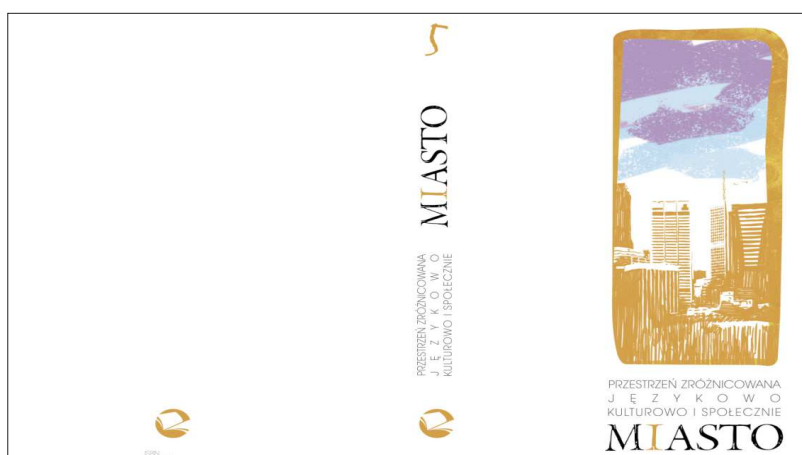 5
MIASTO
PRZESTRZEŃ ZRÓŻNICOWANA
JĘZYKOWO
KULTUROWO I SPOŁECZNIE
PRZESTRZEŃ ZRÓŻNICOWANA
JĘZYKOWO
KULTUROWO I SPOŁECZNIE
MIASTO